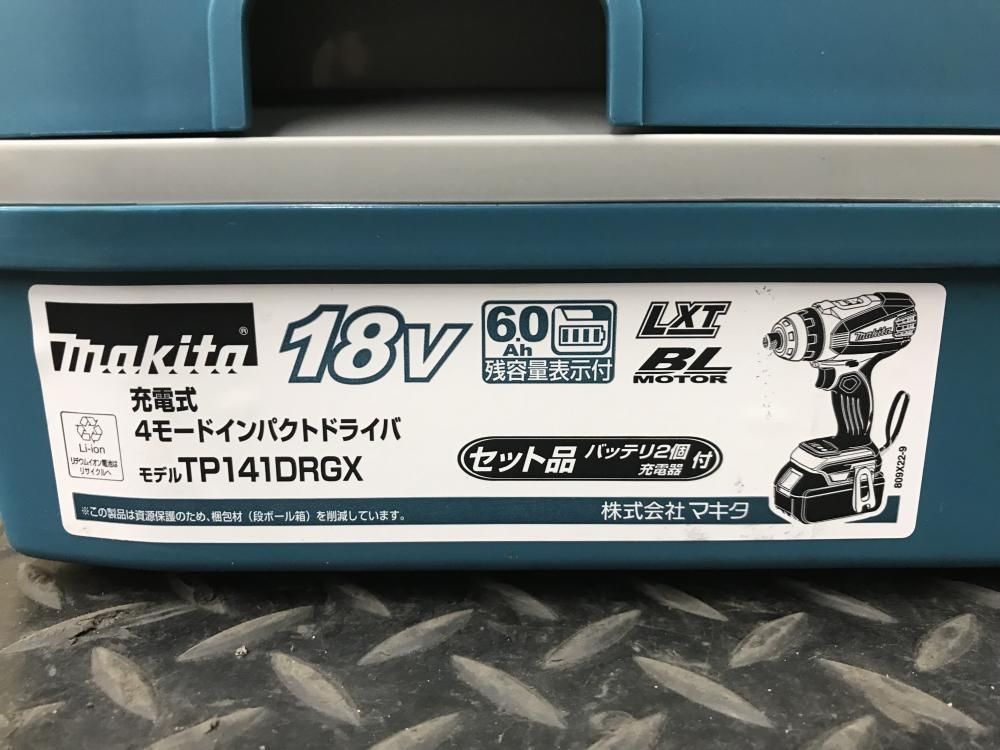 makita®
18V
6.0
Ah
残容量表示付
LXT
BL
MOTOR
makita
充電式
4モードインパクトドライバ
モデルTP141DRGX
Li-ion
リチウムイオン電池は
リサイクルへ
セット品 バッテリ2個
充電器 付
809X22-9
※この製品は資源保護のため、梱包材（段ボール箱）を削減しています。
株式会社マキタ